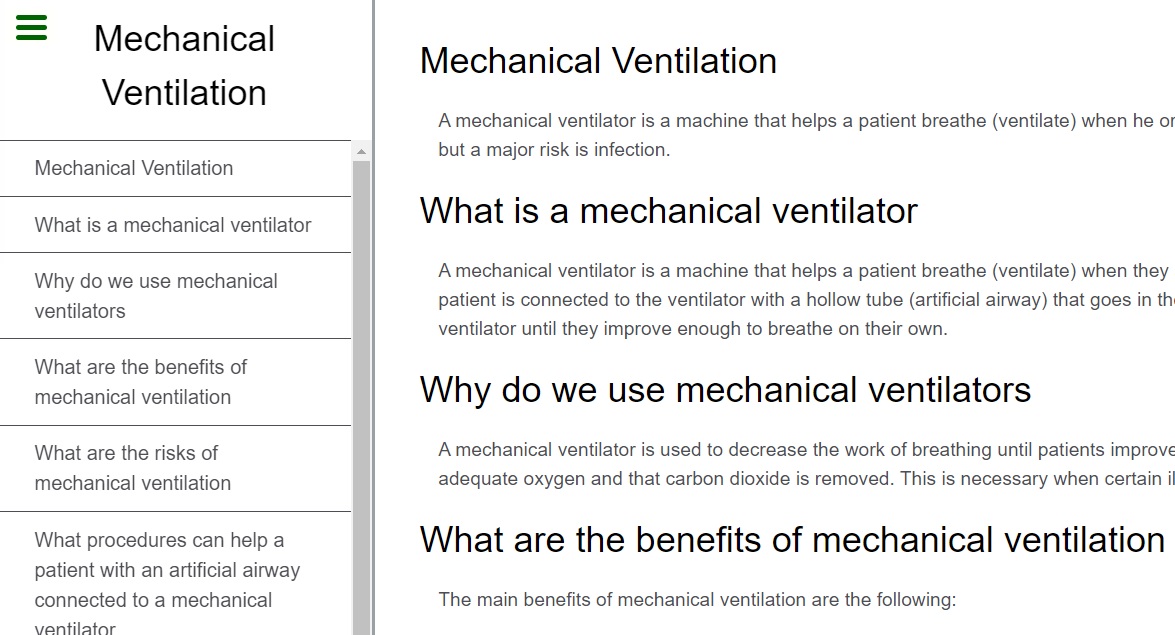 Mechanical
Ventilation
Mechanical Ventilation
What is a mechanical ventilator
Why do we use mechanical
ventilators
What are the benefits of
mechanical ventilation
What are the risks of
mechanical ventilation
What procedures can help a
patient with an artificial airway
connected to a mechanical
ventilator
Mechanical Ventilation
A mechanical ventilator is a machine that helps a patient breathe (ventilate) when he or
but a major risk is infection.
What is a mechanical ventilator
A mechanical ventilator is a machine that helps a patient breathe (ventilate) when they
patient is connected to the ventilator with a hollow tube (artificial airway) that goes in
ventilator until they improve enough to breathe on their own.
Why do we use mechanical ventilators
A mechanical ventilator is used to decrease the work of breathing until patients improve
adequate oxygen and that carbon dioxide is removed. This is necessary when certain
What are the benefits of mechanical ventilation
The main benefits of mechanical ventilation are the following: